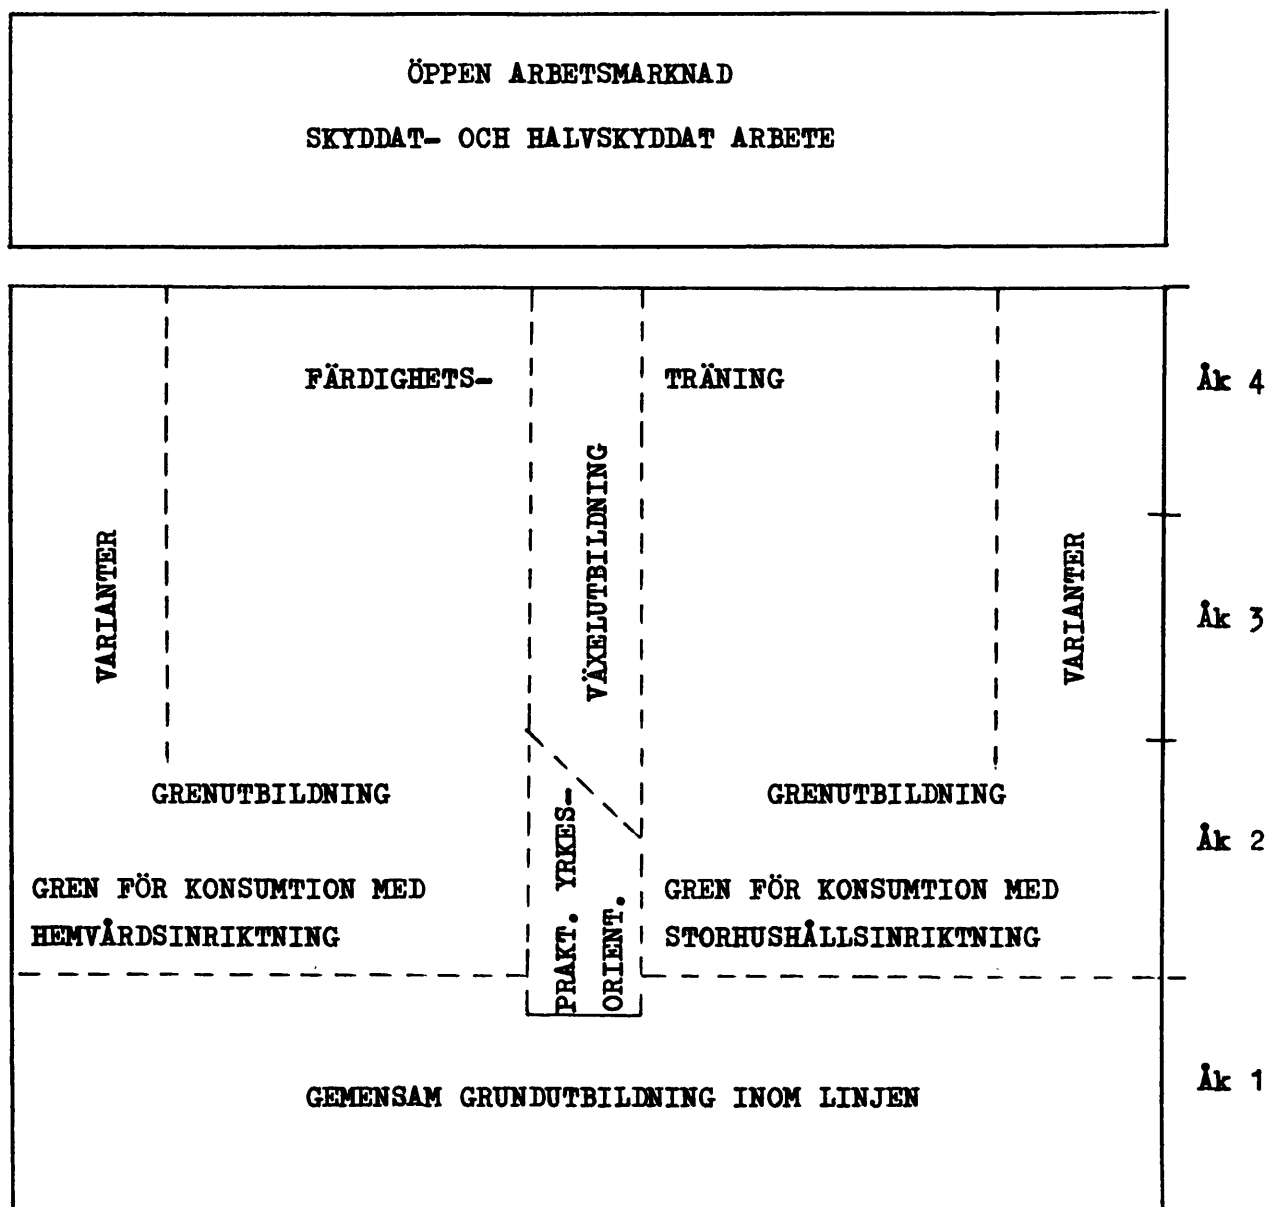 ÖPPEN ARBETSMARKNAD
SKYDDAT- OCH HALVSKYDDAT ARBETE
FÄRDIGHETS-
TRÄNING
Åk 4
VÄXELUTBILDNING
VARIANTER
VARIANTER
Åk 3
GRENUTBILDNING
GRENUTBILDNING
Åk 2
PRAKT. YRKES-
ORIENT.
GREN FÖR KONSUMTION MED
HEMVÅRDSINRIKTNING
GREN FÖR KONSUMTION MED
STORHUSHÅLLSINRIKTNING
Åk 1
GEMENSAM GRUNDUTBILDNING INOM LINJEN